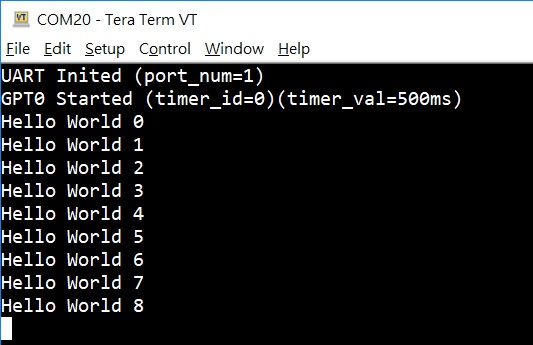 COM20 - Tera Term VT
File Edit Setup Control Window Help
UART Inited (port_num=1)
GPT0 Started (timer_id=0)(timer_val=500ms)
Hello World 0
Hello World 1
Hello World 2
Hello World 3
Hello World 4
Hello World 5
Hello World 6
Hello World 7
Hello World 8